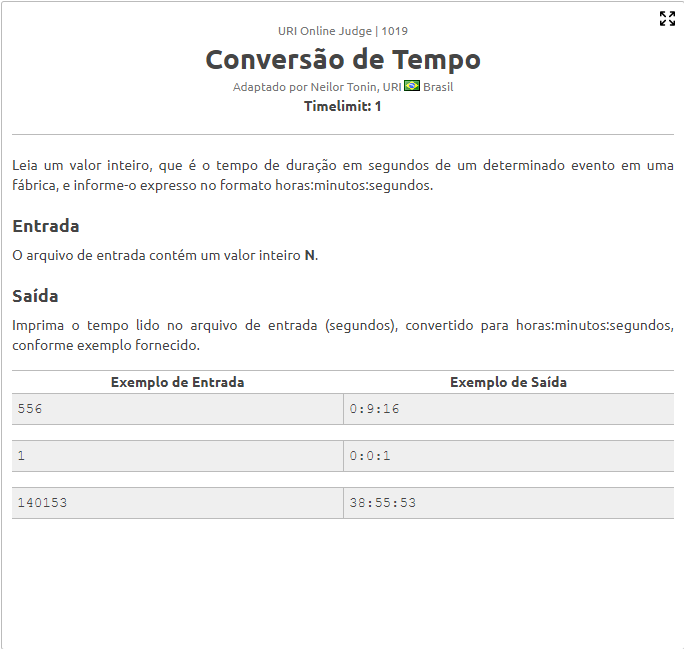 URI Online Judge | 1019
Conversão de Tempo
Adaptado por Neilor Tonin, URI Brasil
Timelimit: 1
Leia um valor inteiro, que é o tempo de duração em segundos de um determinado evento em uma
fábrica, e informe-o expresso no formato horas:minutos:segundos.
Entrada
O arquivo de entrada contém um valor inteiro N.
Saída
Imprima o tempo lido no arquivo de entrada (segundos), convertido para horas:minutos:segundos,
conforme exemplo fornecido.
Exemplo de Entrada Exemplo de Saída
556 0:9:16
1 0:0:1
140153 38:55:53